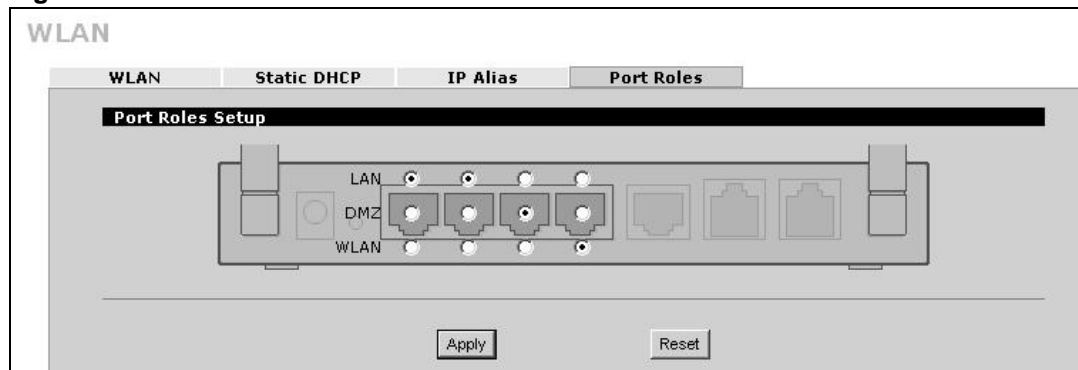 WLAN
WLAN Static DHCP IP Alias Port Roles
Port Roles Setup
LAN
DMZ
WLAN
Apply Reset